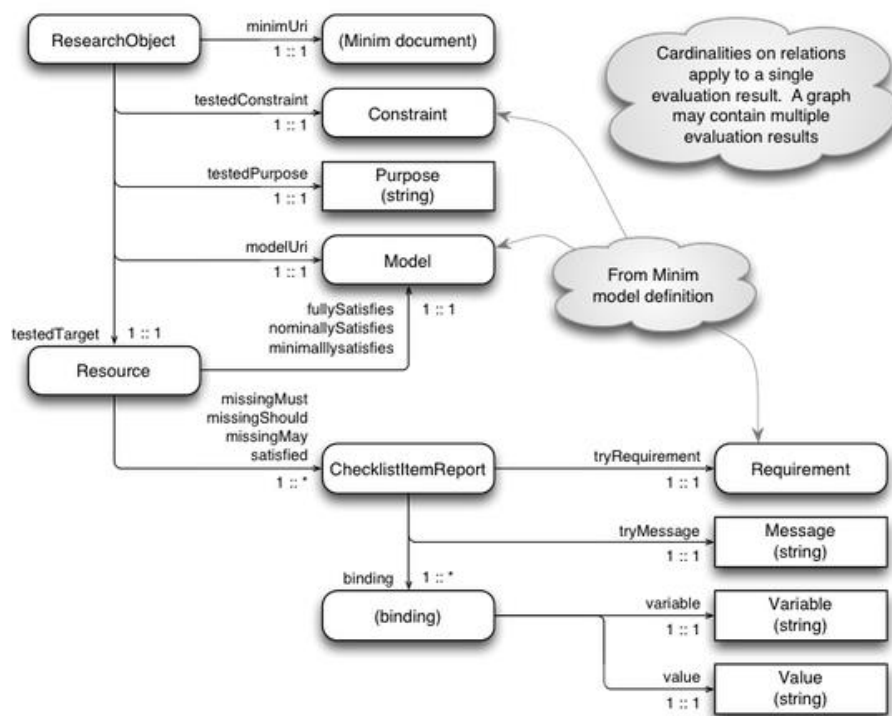 ResearchObject
minimUri
1 :: 1
(Minim document)
Cardinalities on relations
apply to a single
evaluation result. A graph
may contain multiple
evaluation results
testedConstraint
1 :: 1
Constraint
testedPurpose
1 :: 1
Purpose
(string)
modelUri
1 :: 1
Model
From Minim
model definition
fullySatisfies
nominallySatisfies
minimalllysatisfies
1 :: 1
testedTarget
1 :: 1
Resource
missingMust
missingShould
missingMay
satisfied
1 :: *
ChecklistItemReport
tryRequirement
1 :: 1
Requirement
tryMessage
1 :: 1
Message
(string)
binding
1 :: *
(binding)
variable
1 :: 1
Variable
(string)
value
1 :: 1
Value
(string)